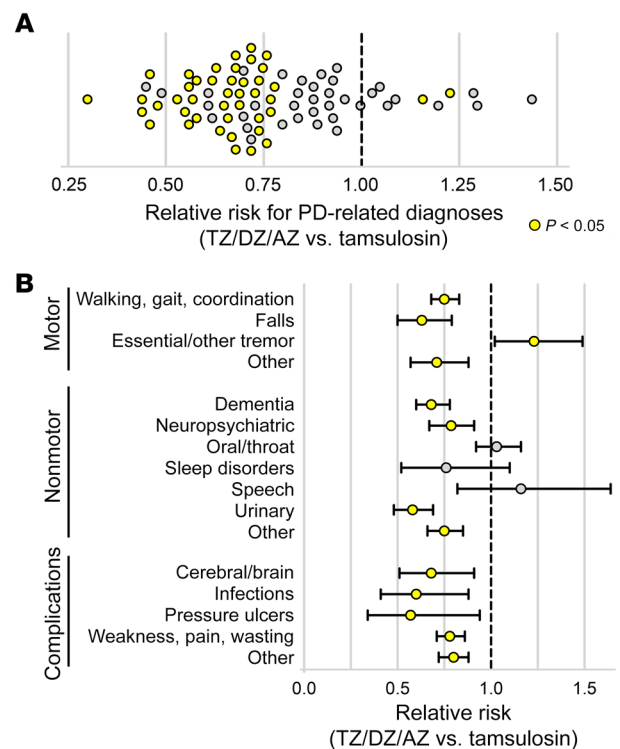 A
0.25 0.50 0.75 1.00 1.25 1.50
Relative risk for PD-related diagnoses
(TZ/DZ/AZ vs. tamsulosin)
P < 0.05
B
Motor
Walking, gait, coordination
Falls
Essential/other tremor
Other
Nonmotor
Dementia
Neuropsychiatric
Oral/throat
Sleep disorders
Speech
Urinary
Other
Complications
Cerebral/brain
Infections
Pressure ulcers
Weakness, pain, wasting
Other
0.0 0.5 1.0 1.5
Relative risk
(TZ/DZ/AZ vs. tamsulosin)